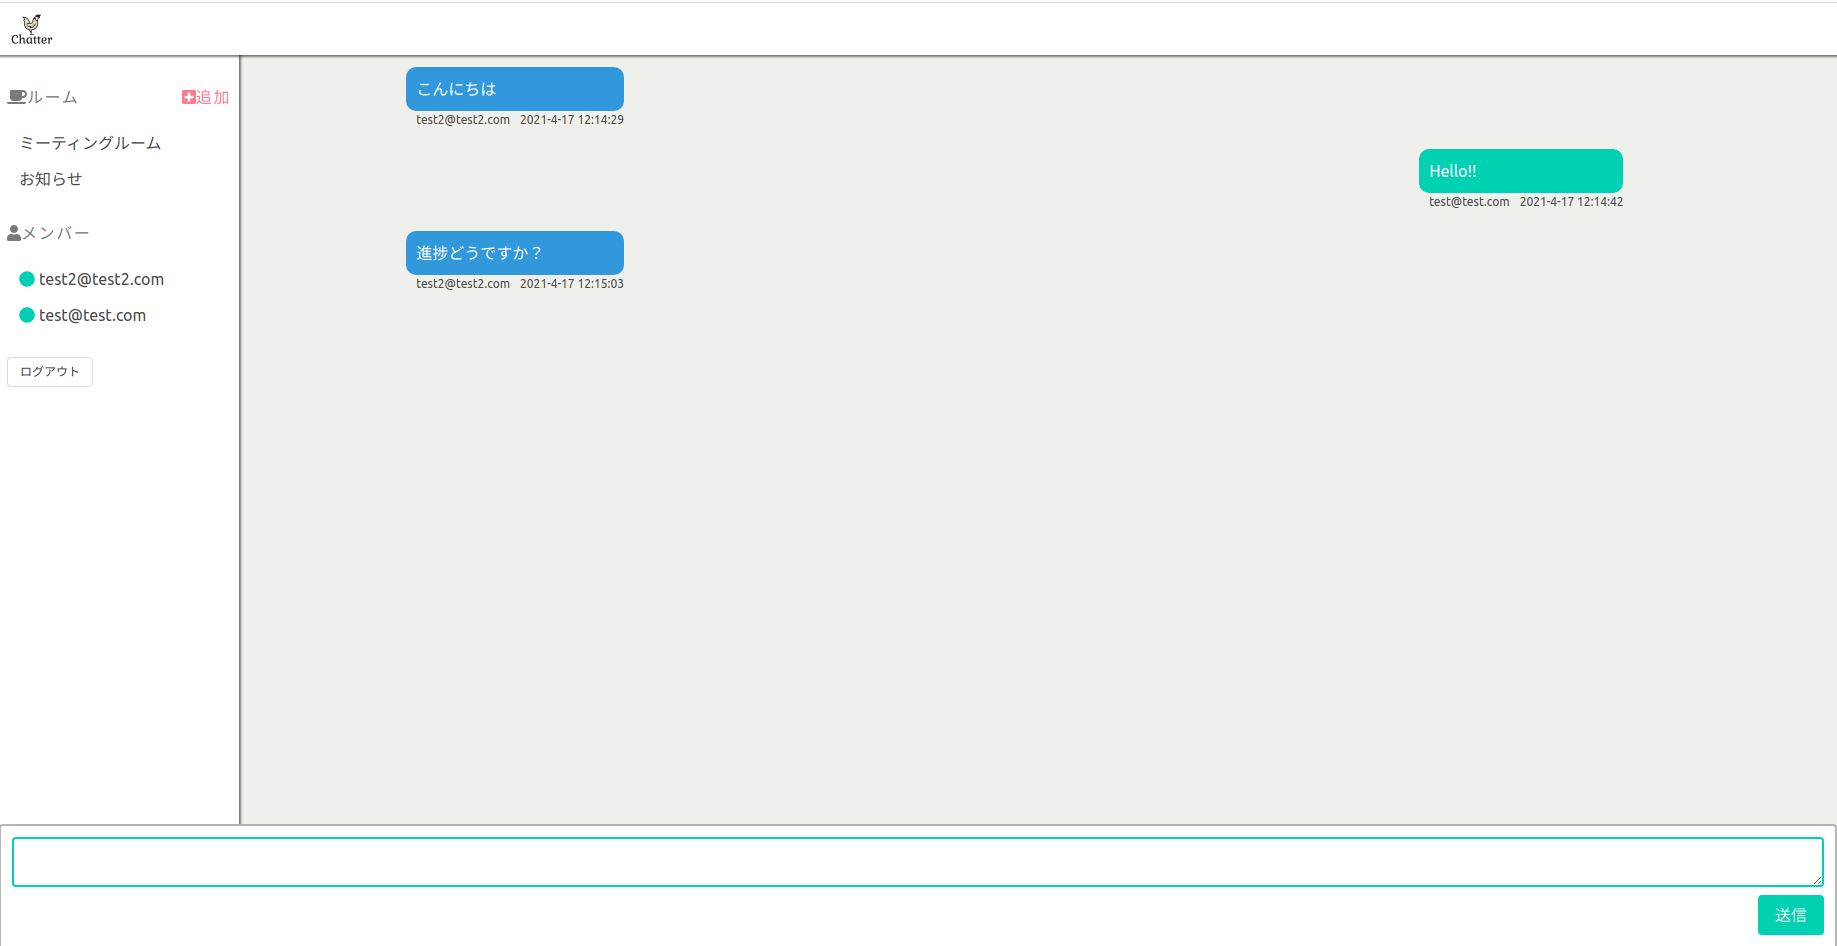 Chatter
ルーム
追加
ミーティングルーム
お知らせ
メンバー
test2@test2.com
test@test.com
ログアウト
こんにちは
test2@test2.com 2021-4-17 12:14:29
Hello!!
test@test.com 2021-4-17 12:14:42
進捗どうですか？
test2@test2.com 2021-4-17 12:15:03
送信